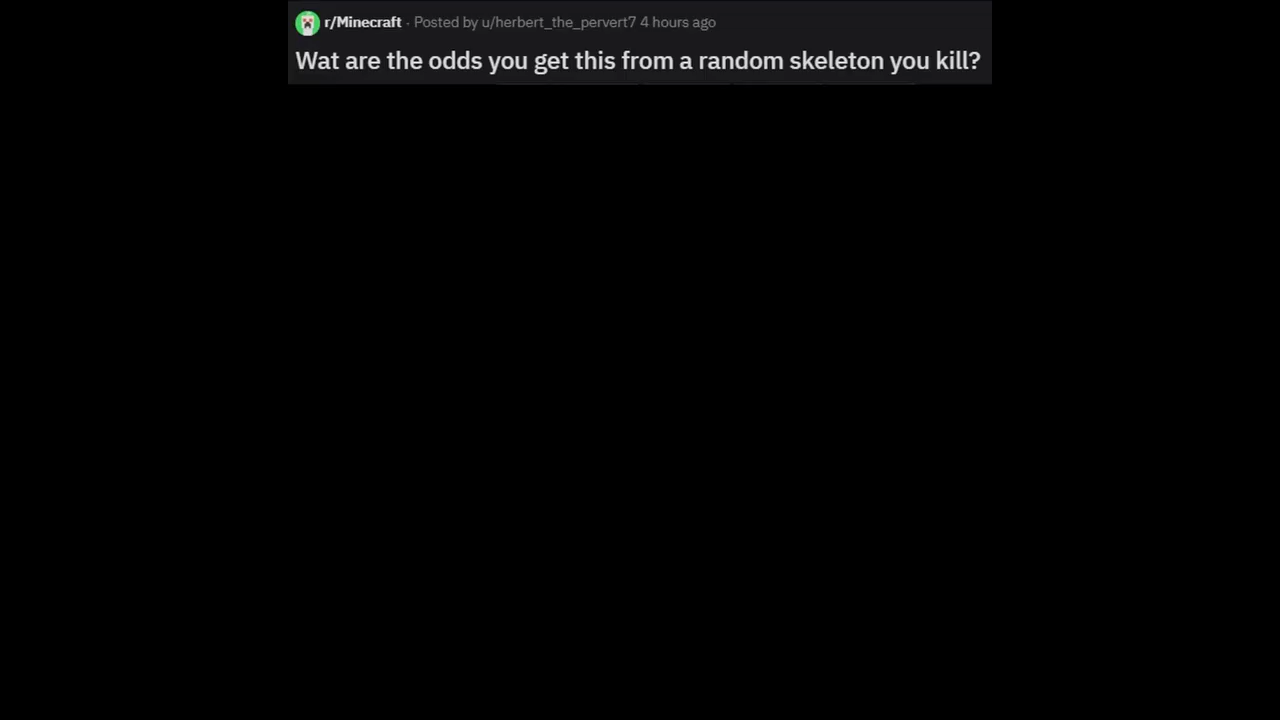 r/Minecraft · Posted by u/herbert_the_pervert7 4 hours ago
Wat are the odds you get this from a random skeleton you kill?